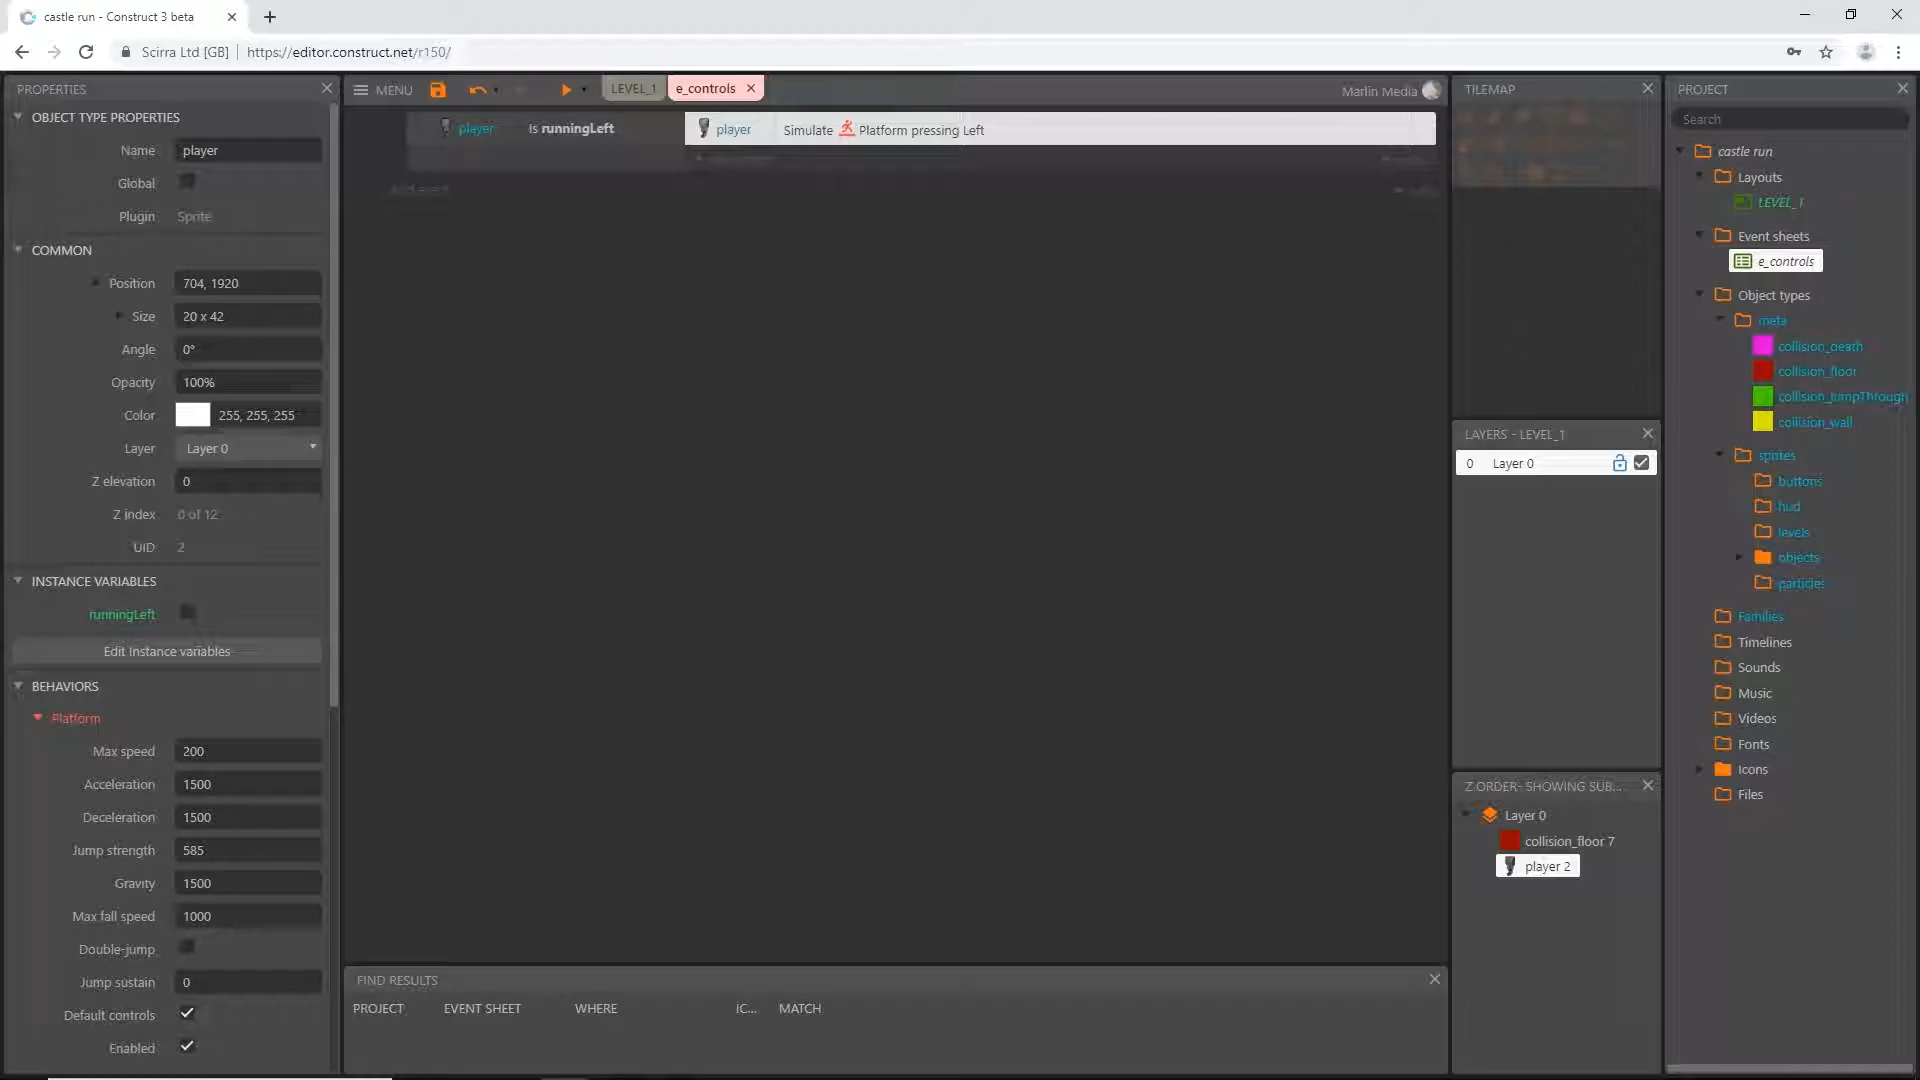 castle run - Construct 3 beta
Scirra Ltd [GB] https://editor.construct.net/r150/
PROPERTIES
OBJECT TYPE PROPERTIES
Name player
Global
Plugin Sprite
COMMON
Position 704, 1920
Size 20 x 42
Angle 0°
Opacity 100%
Color 255, 255, 255
Layer Layer 0
Z elevation 0
Z index 0 of 12
UID 2
INSTANCE VARIABLES
runningLeft
Edit instance variables
BEHAVIORS
Platform
Max speed 200
Acceleration 1500
Deceleration 1500
Jump strength 585
Gravity 1500
Max fall speed 1000
Double-jump
Jump sustain 0
Default controls
Enabled
MENU
LEVEL_1
e_controls
Marlin Media
player Is runningLeft
player Simulate Platform pressing Left
FIND RESULTS
PROJECT EVENT SHEET WHERE IC... MATCH
TILEMAP
LAYERS - LEVEL_1
0 Layer 0
Z ORDER- SHOWING SUB...
Layer 0
collision_floor 7
player 2
PROJECT
Search
castle run
Layouts
LEVEL_1
Event sheets
e_controls
Object types
meta
collision_death
collision_floor
collision_jumpThrough
collision_wall
sprites
buttons
hud
levels
objects
particles
Families
Timelines
Sounds
Music
Videos
Fonts
Icons
Files